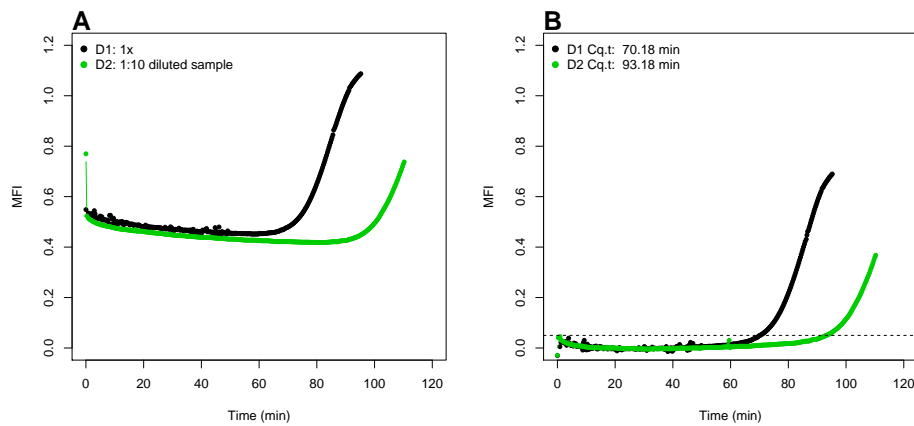 A
D1: 1x
D2: 1:10 diluted sample
MFI
0.0
0.2
0.4
0.6
0.8
1.0
1.2
0 20 40 60 80 100 120
Time (min)
B
D1 Cq.t: 70.18 min
D2 Cq.t: 93.18 min
MFI
0.0
0.2
0.4
0.6
0.8
1.0
1.2
0 20 40 60 80 100 120
Time (min)